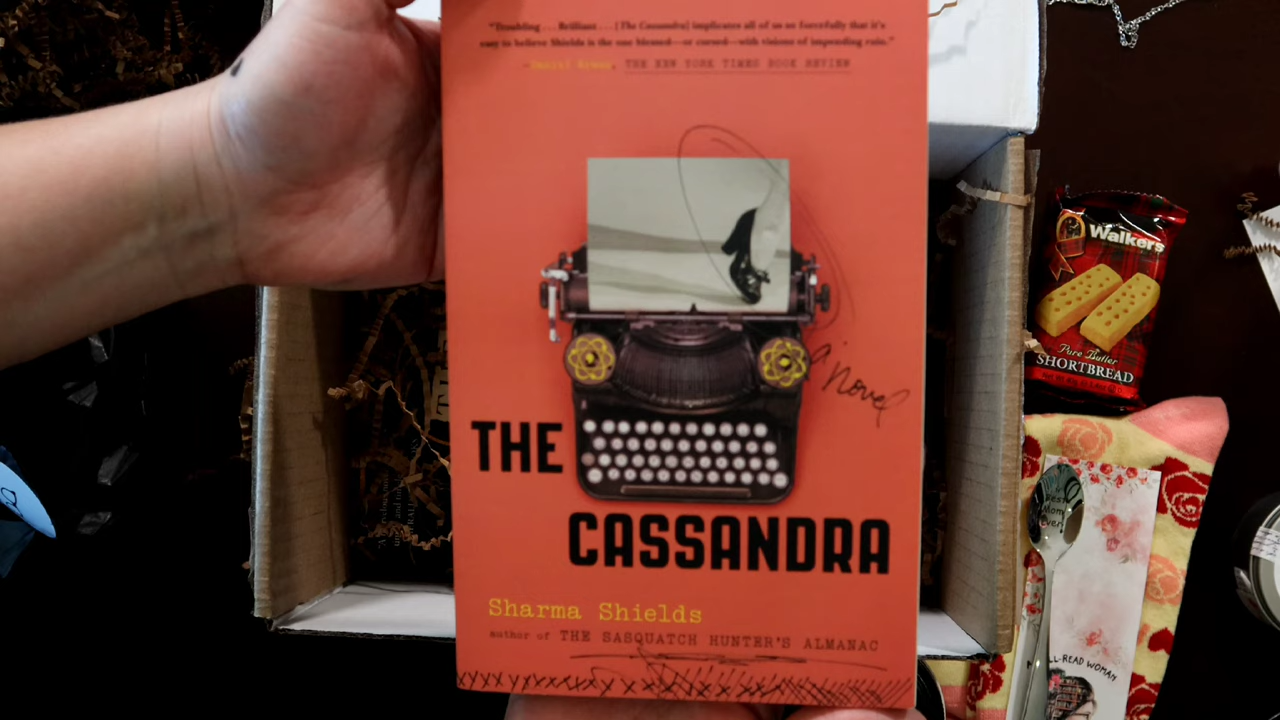 "Troubling . . . Brilliant . . . [The Cassandra] implicates all of us so forcefully that it's
easy to believe Shields is the one blessed—or cursed—with visions of impending ruin."
THE NEW YORK TIMES BOOK REVIEW
a novel
THE
CASSANDRA
Sharma Shields
author of THE SASQUATCH HUNTER'S ALMANAC
Walkers
Pure Butter
SHORTBREAD
Mom
Ever
LL-READ WOMAN